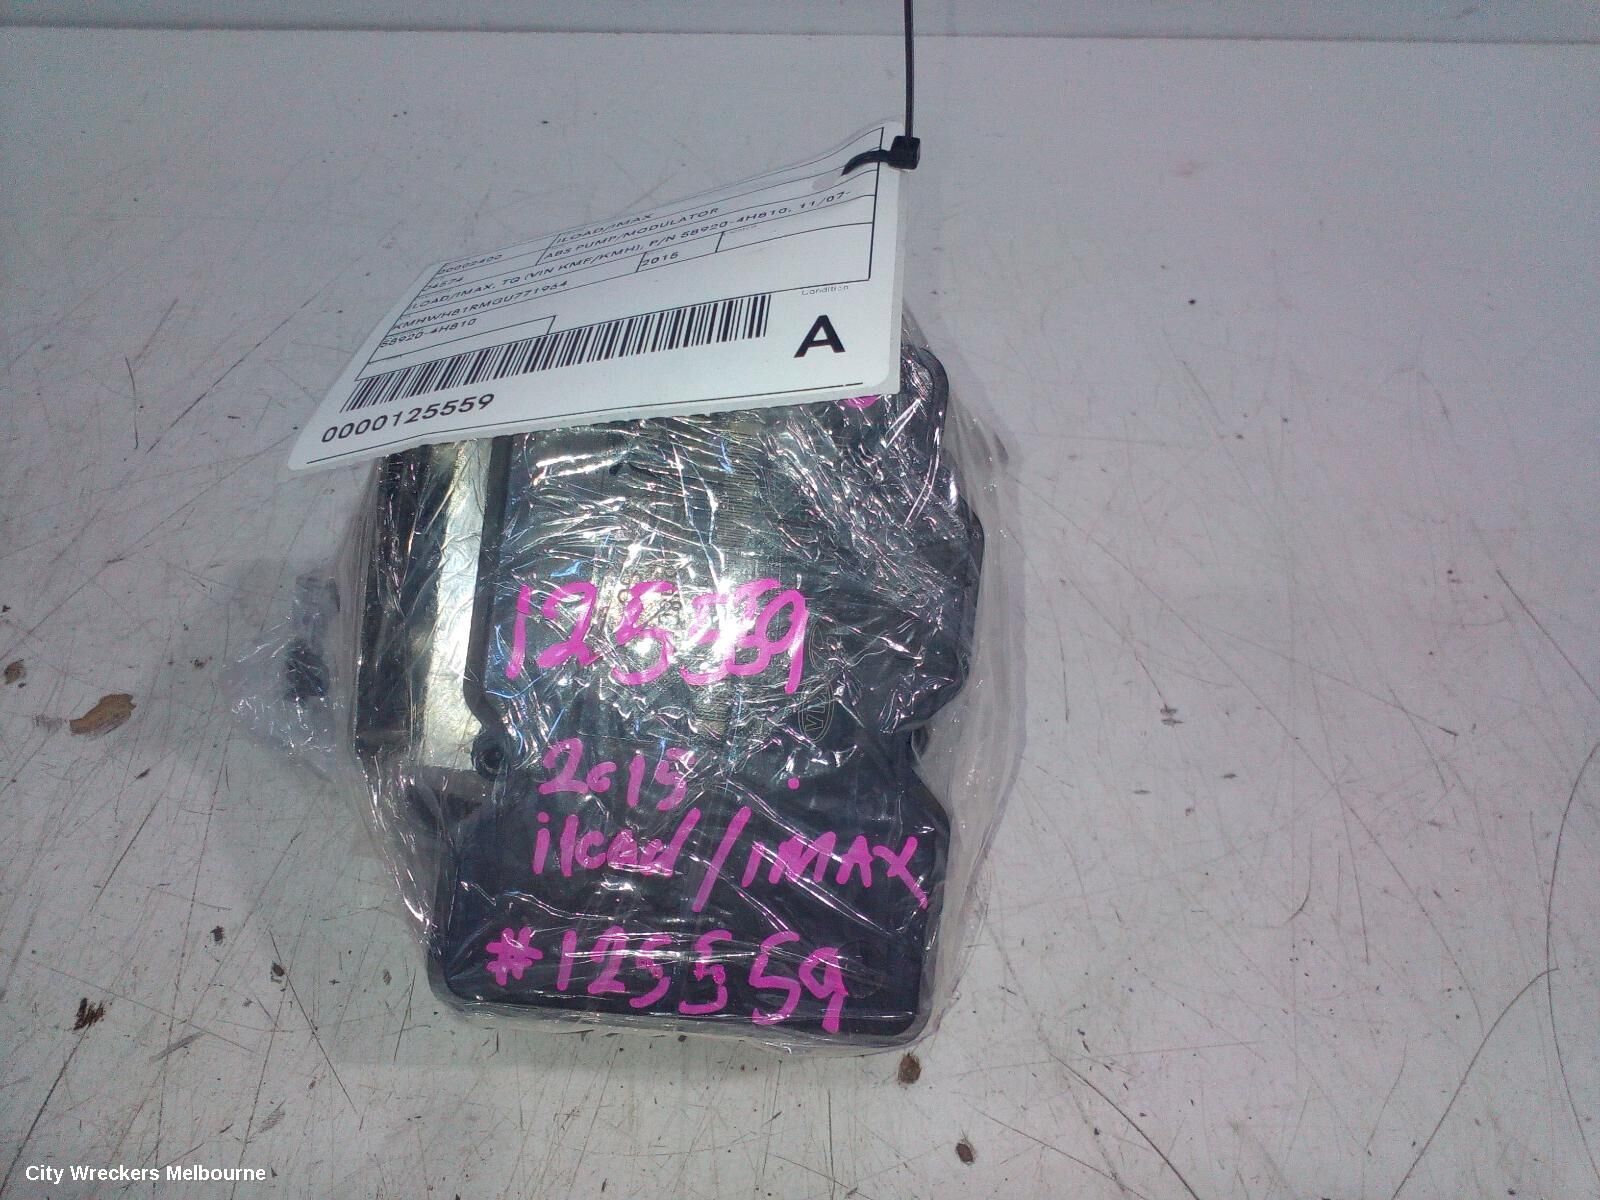 ILOAD/IMAX
ABS PUMP/MODULATOR
ILOAD/IMAX, TQ (VIN KMF/KMH), P/N 58920-4H810, 11/07-
KMHWH81RMGU771964 2015
58920-4H810
Condition
A
0000125559
125559
2015
iload/iMAX
#125559
City Wreckers Melbourne